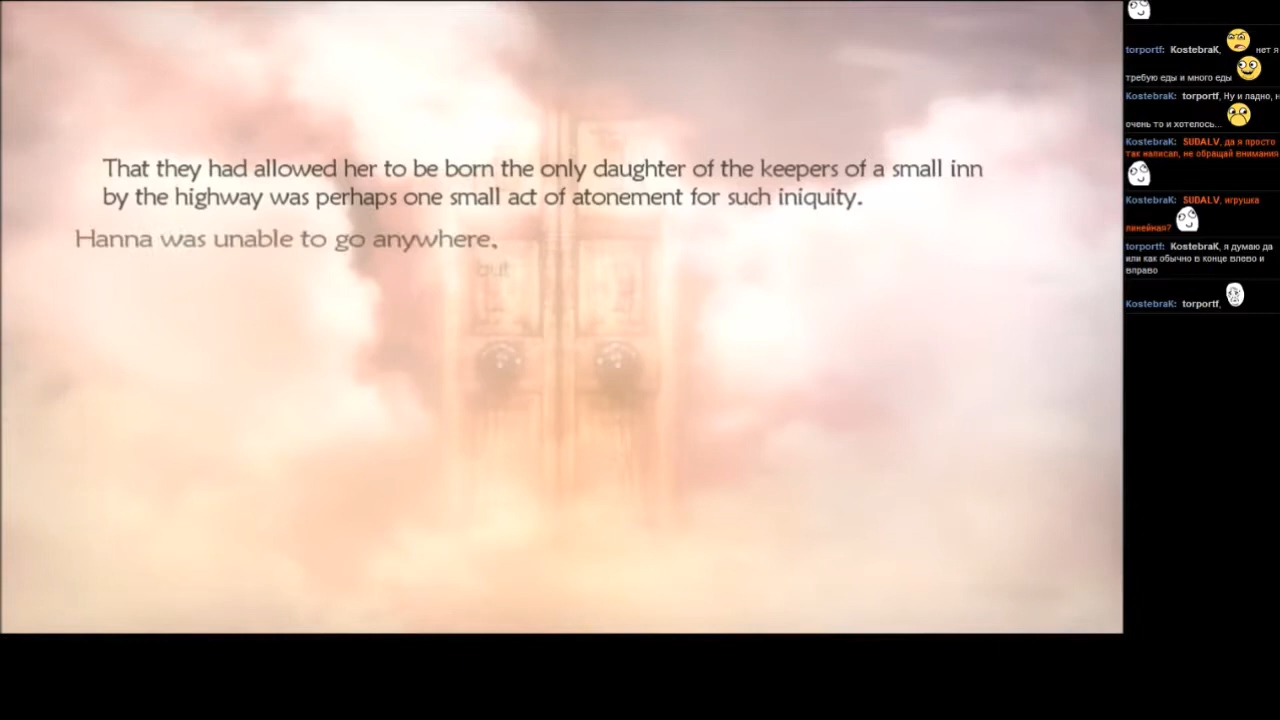 That they had allowed her to be born the only daughter of the keepers of a small inn
by the highway was perhaps one small act of atonement for such iniquity.
Hanna was unable to go anywhere,
but
torportf: KostebraK, нет я
требую еды и много еды
KostebraK: torportf, Ну и ладно, н
очень то и хотелось...
KostebraK: SUDALV, да я просто
так написал, не обращай внимания
KostebraK: SUDALV, игрушка
линейная?
torportf: KostebraK, я думаю да
или как обычно в конце влево и
вправо
KostebraK: torportf,